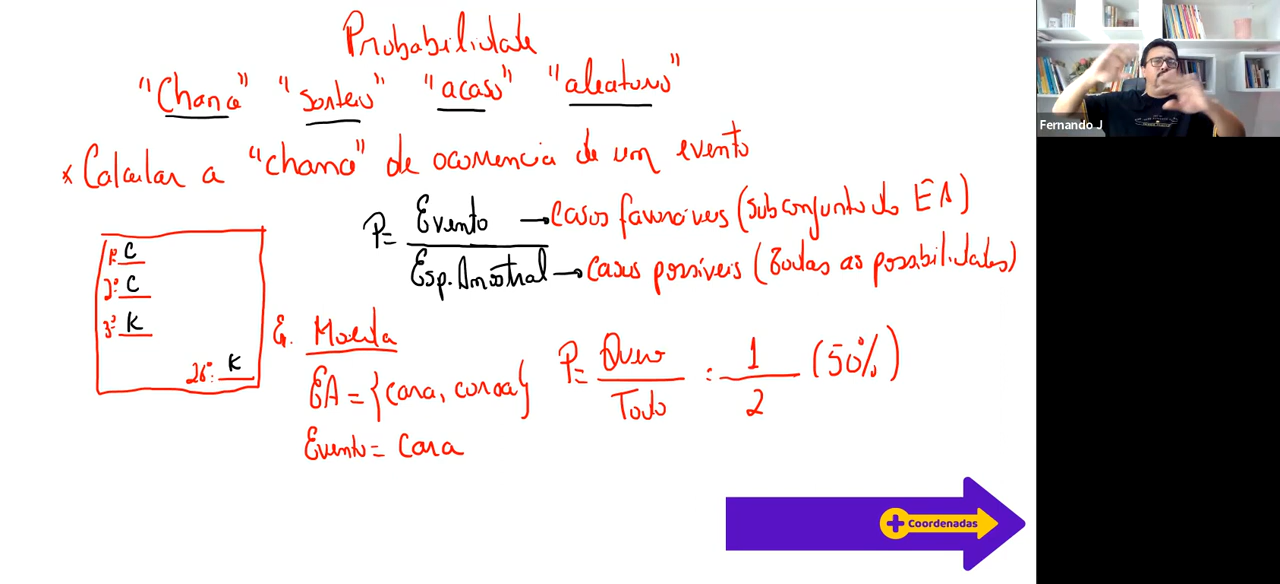 Probabilidade
"Chance" "sorteio" "acaso" "aleatorio"
* Calcular a "chance" de ocorrencia de um evento
P = Evento → casos favoráveis (subconjunto do EA)
Esp. Amostral → casos possíveis (todas as possibilidades)
1º: C
2º: C
3º: K
26º: K
Ex. Moeda
EA = {cara, coroa}
Evento = cara
P = Quero / Todo = 1 / 2 (50%)
Fernando J
+ Coordenadas